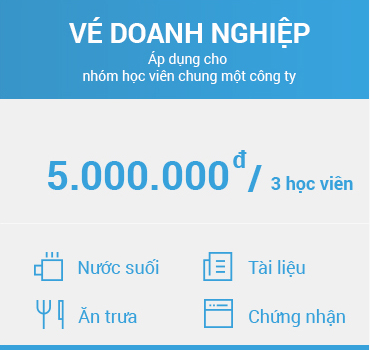 VÉ DOANH NGHIỆP
Áp dụng cho
nhóm học viên chung một công ty
5.000.000đ/ 3 học viên
Nước suối
Tài liệu
Ăn trưa
Chứng nhận